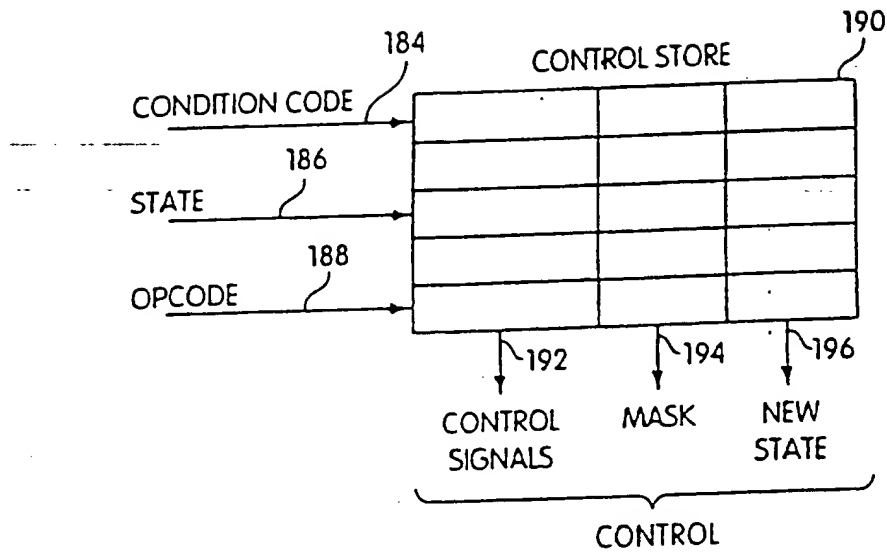 190
184
CONTROL STORE
CONDITION CODE
186
STATE
188
OPCODE
192
194
196
CONTROL
SIGNALS
MASK
NEW
STATE
CONTROL